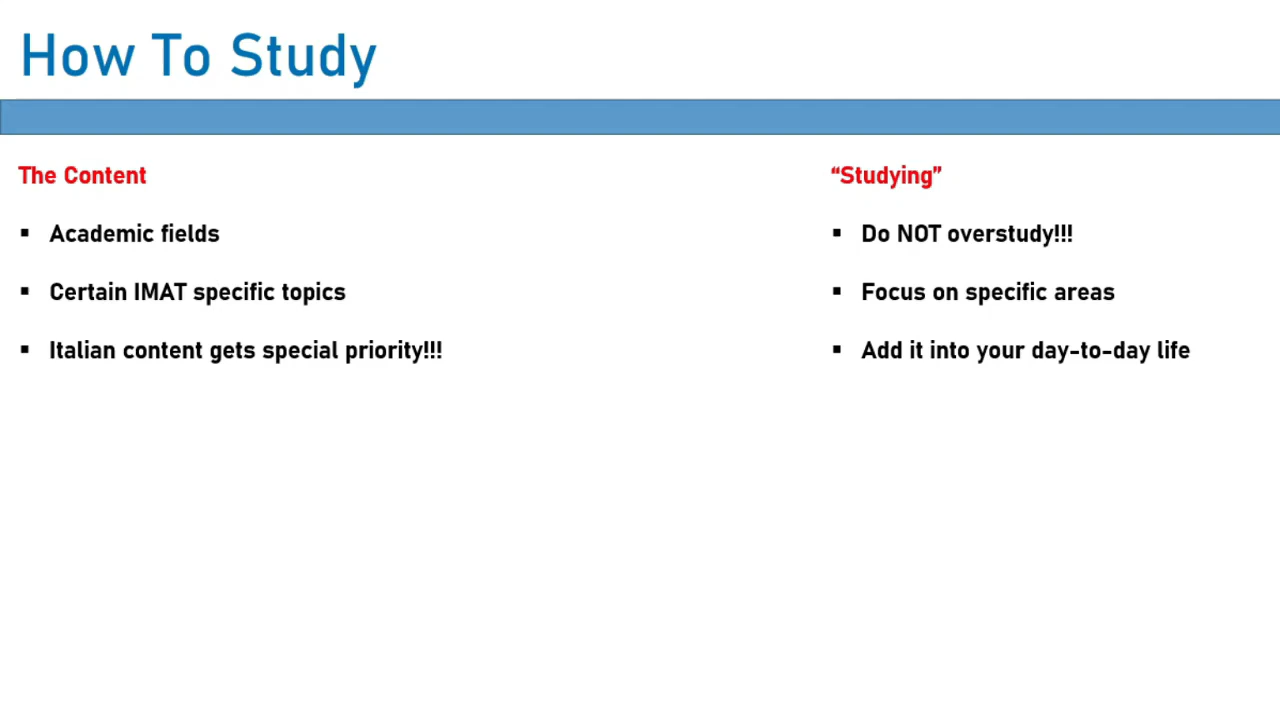 How To Study
The Content
▪ Academic fields
▪ Certain IMAT specific topics
▪ Italian content gets special priority!!!
“Studying”
▪ Do NOT overstudy!!!
▪ Focus on specific areas
▪ Add it into your day-to-day life